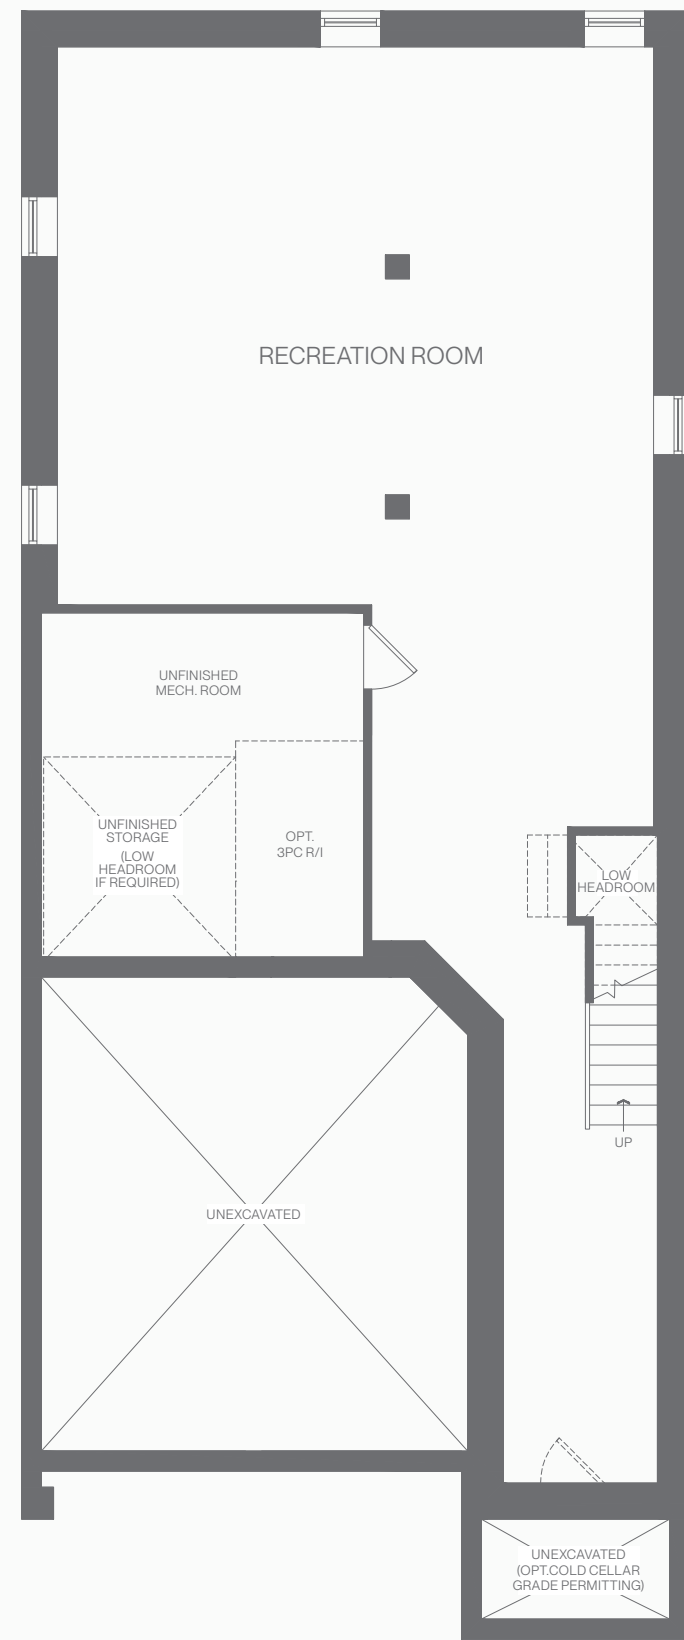 RECREATION ROOM
UNFINISHED
MECH. ROOM
UNFINISHED
STORAGE
(LOW
HEADROOM
IF REQUIRED)
OPT.
3PC R/I
LOW
HEADROOM
UP
UNEXCAVATED
UNEXCAVATED
(OPT.COLD CELLAR
GRADE PERMITTING)